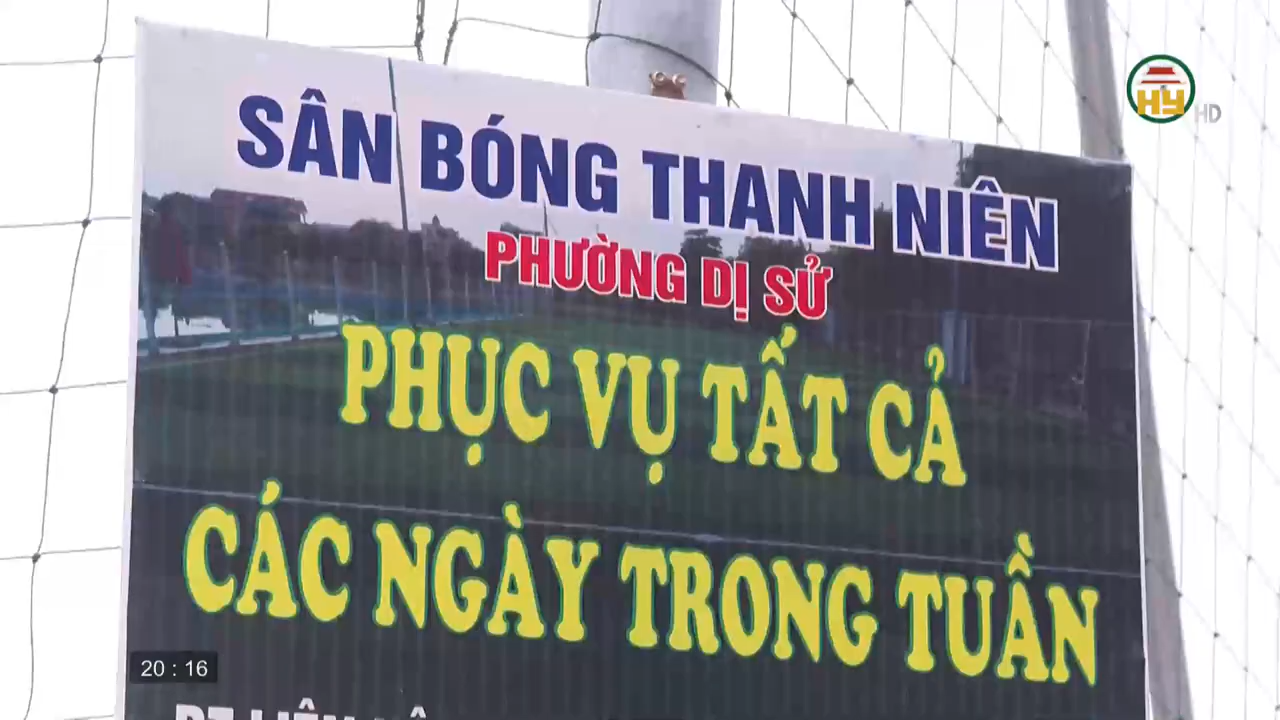 SÂN BÓNG THANH NIÊN
PHƯỜNG DỊ SỬ
PHỤC VỤ TẤT CẢ
CÁC NGÀY TRONG TUẦN
HY HD
20 : 16